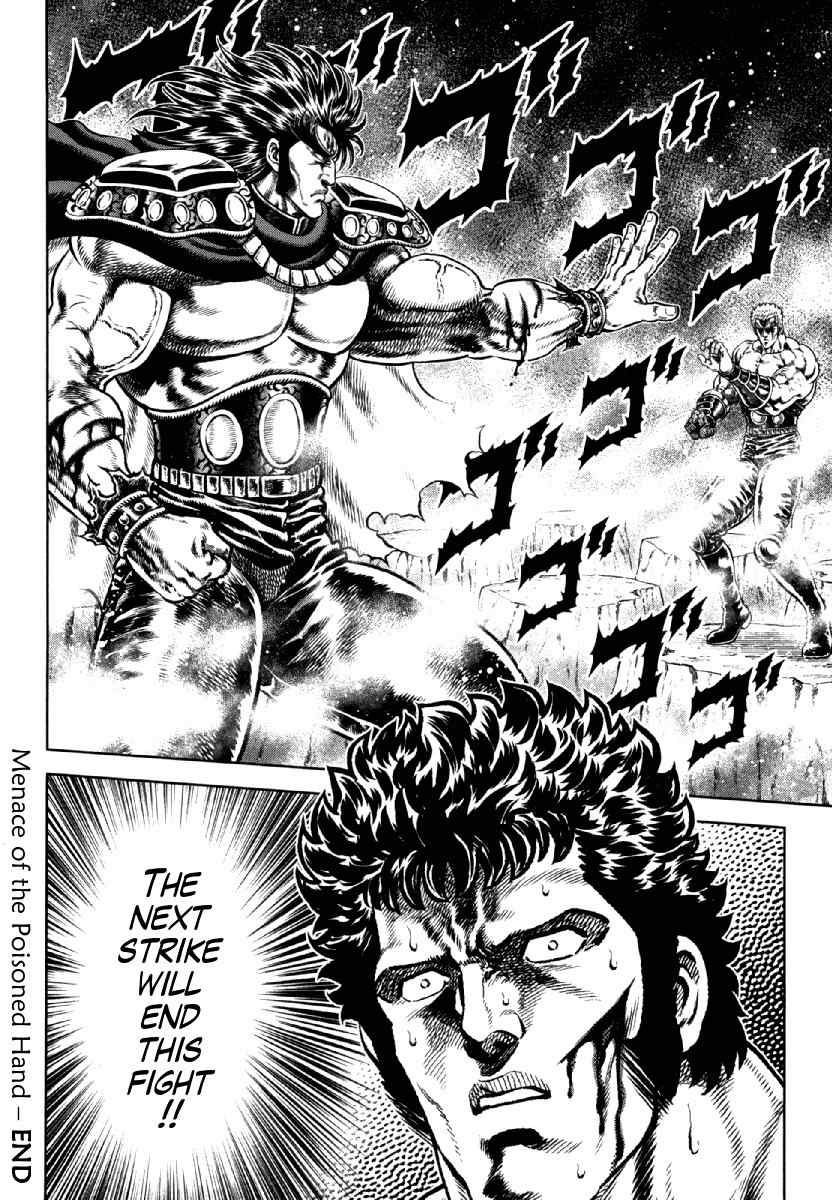 ゴゴゴゴ
ゴゴゴゴゴ
THE
NEXT
STRIKE
WILL
END
THIS
FIGHT
!!
Menace of the Poisoned Hand – END